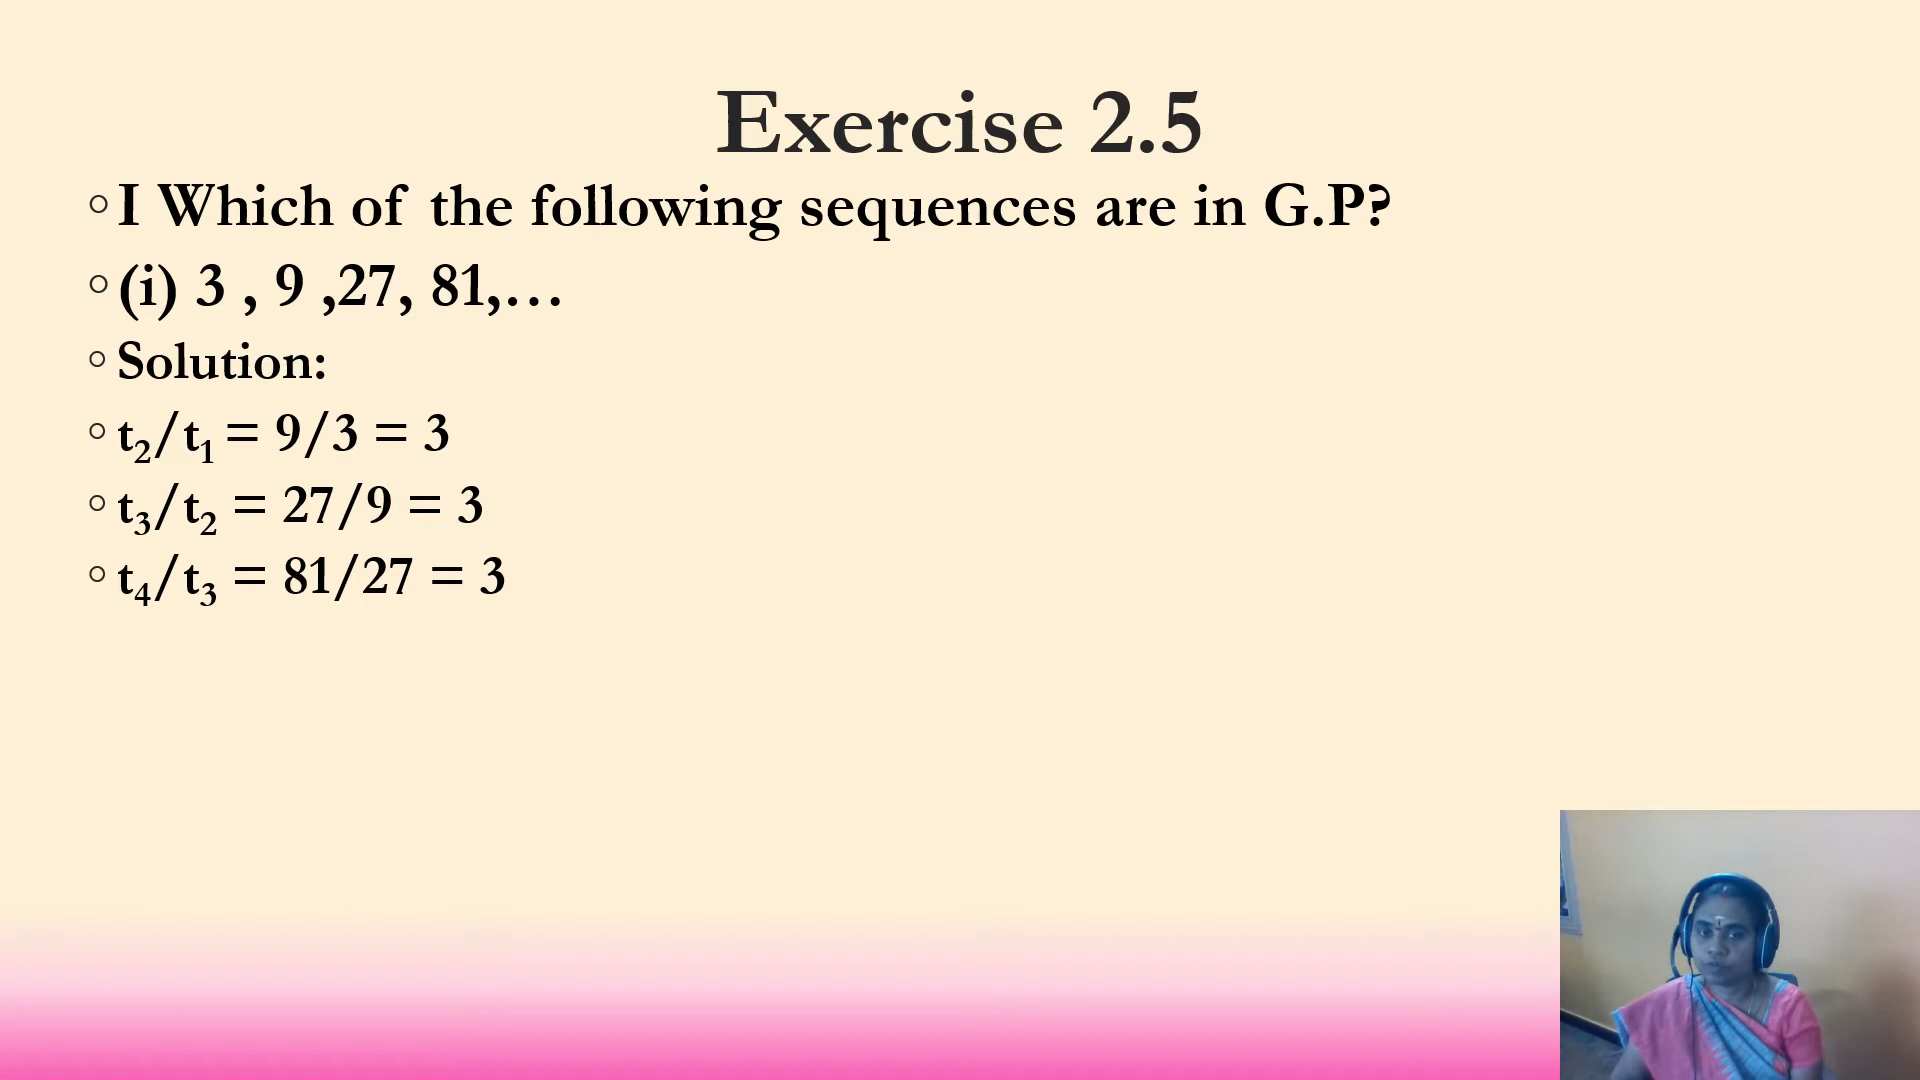 Exercise 2.5
I Which of the following sequences are in G.P?
(i) 3 , 9 ,27, 81,…
Solution:
t₂/t₁ = 9/3 = 3
t₃/t₂ = 27/9 = 3
t₄/t₃ = 81/27 = 3